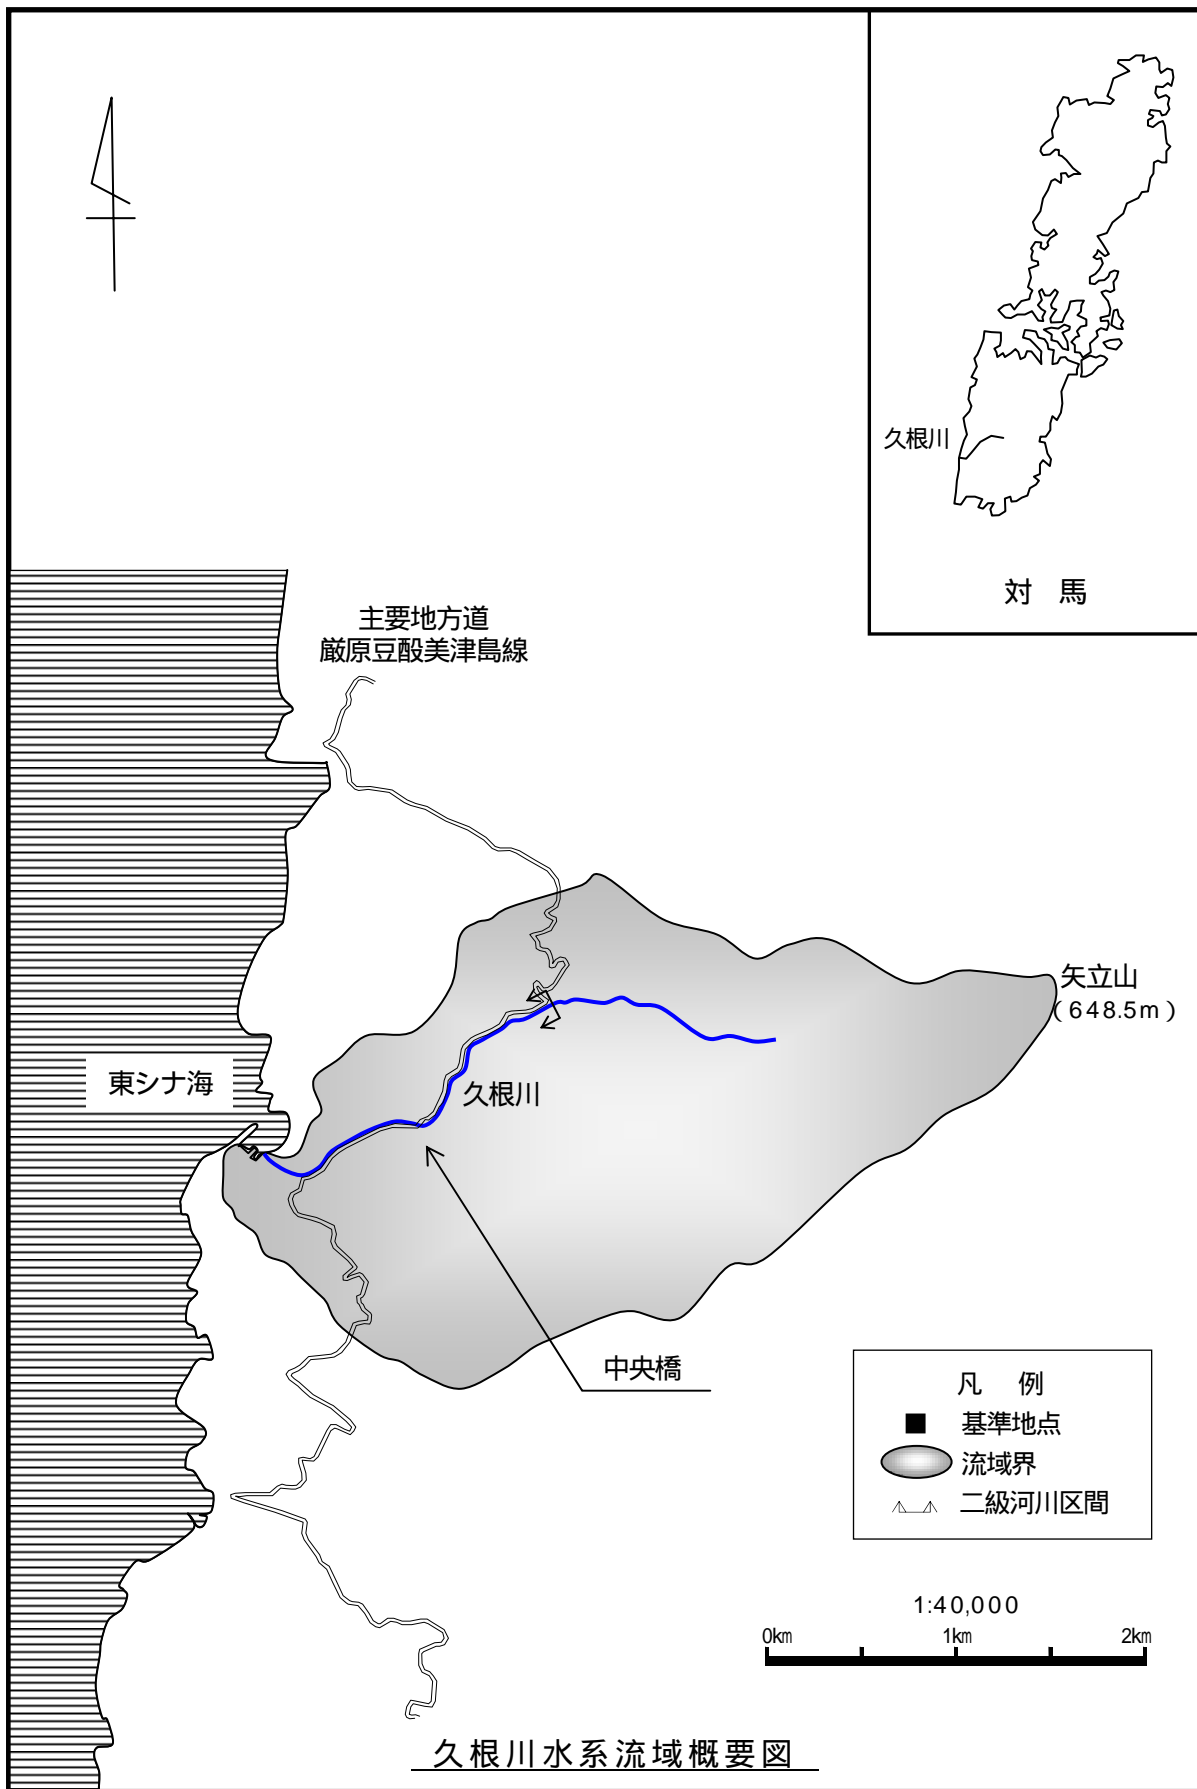 久根川
対 馬
主要地方道
厳原豆酘美津島線
矢立山
(648.5m)
東シナ海
久根川
中央橋
凡 例
基準地点
流域界
二級河川区間
1:40,000
0km 1km 2km
久根川水系流域概要図